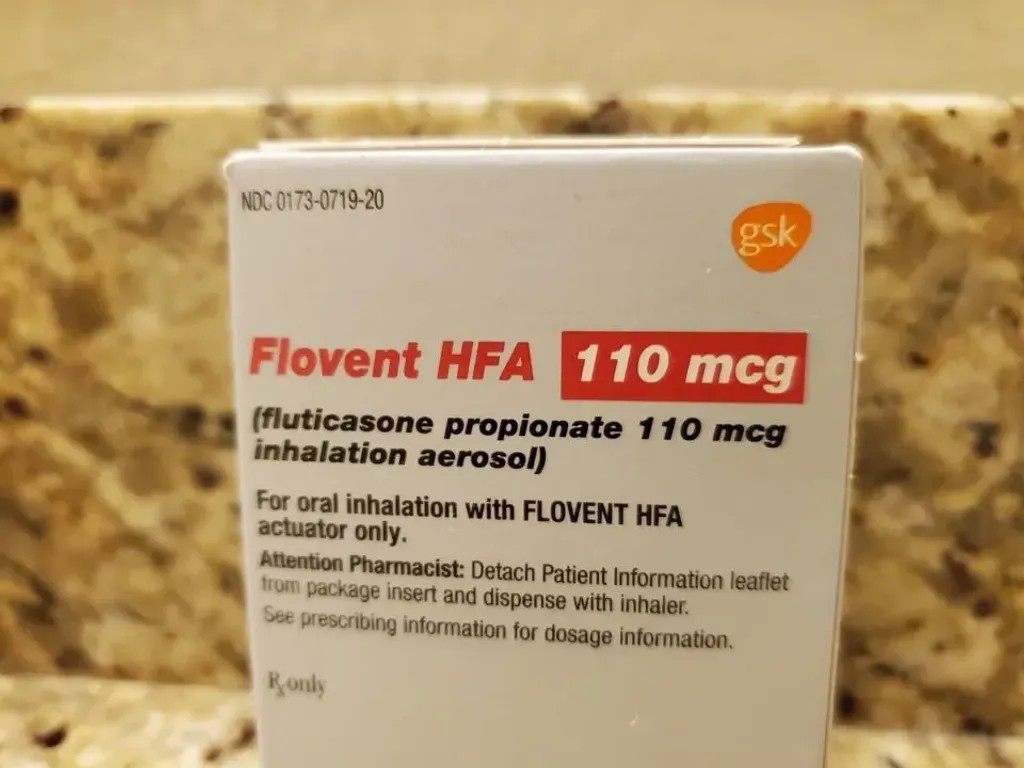 NDC 0173-0719-20
gsk
Flovent HFA 110 mcg
(fluticasone propionate 110 mcg
inhalation aerosol)
For oral inhalation with FLOVENT HFA
actuator only.
Attention Pharmacist: Detach Patient Information leaflet
from package insert and dispense with inhaler.
See prescribing information for dosage information.
℞ only